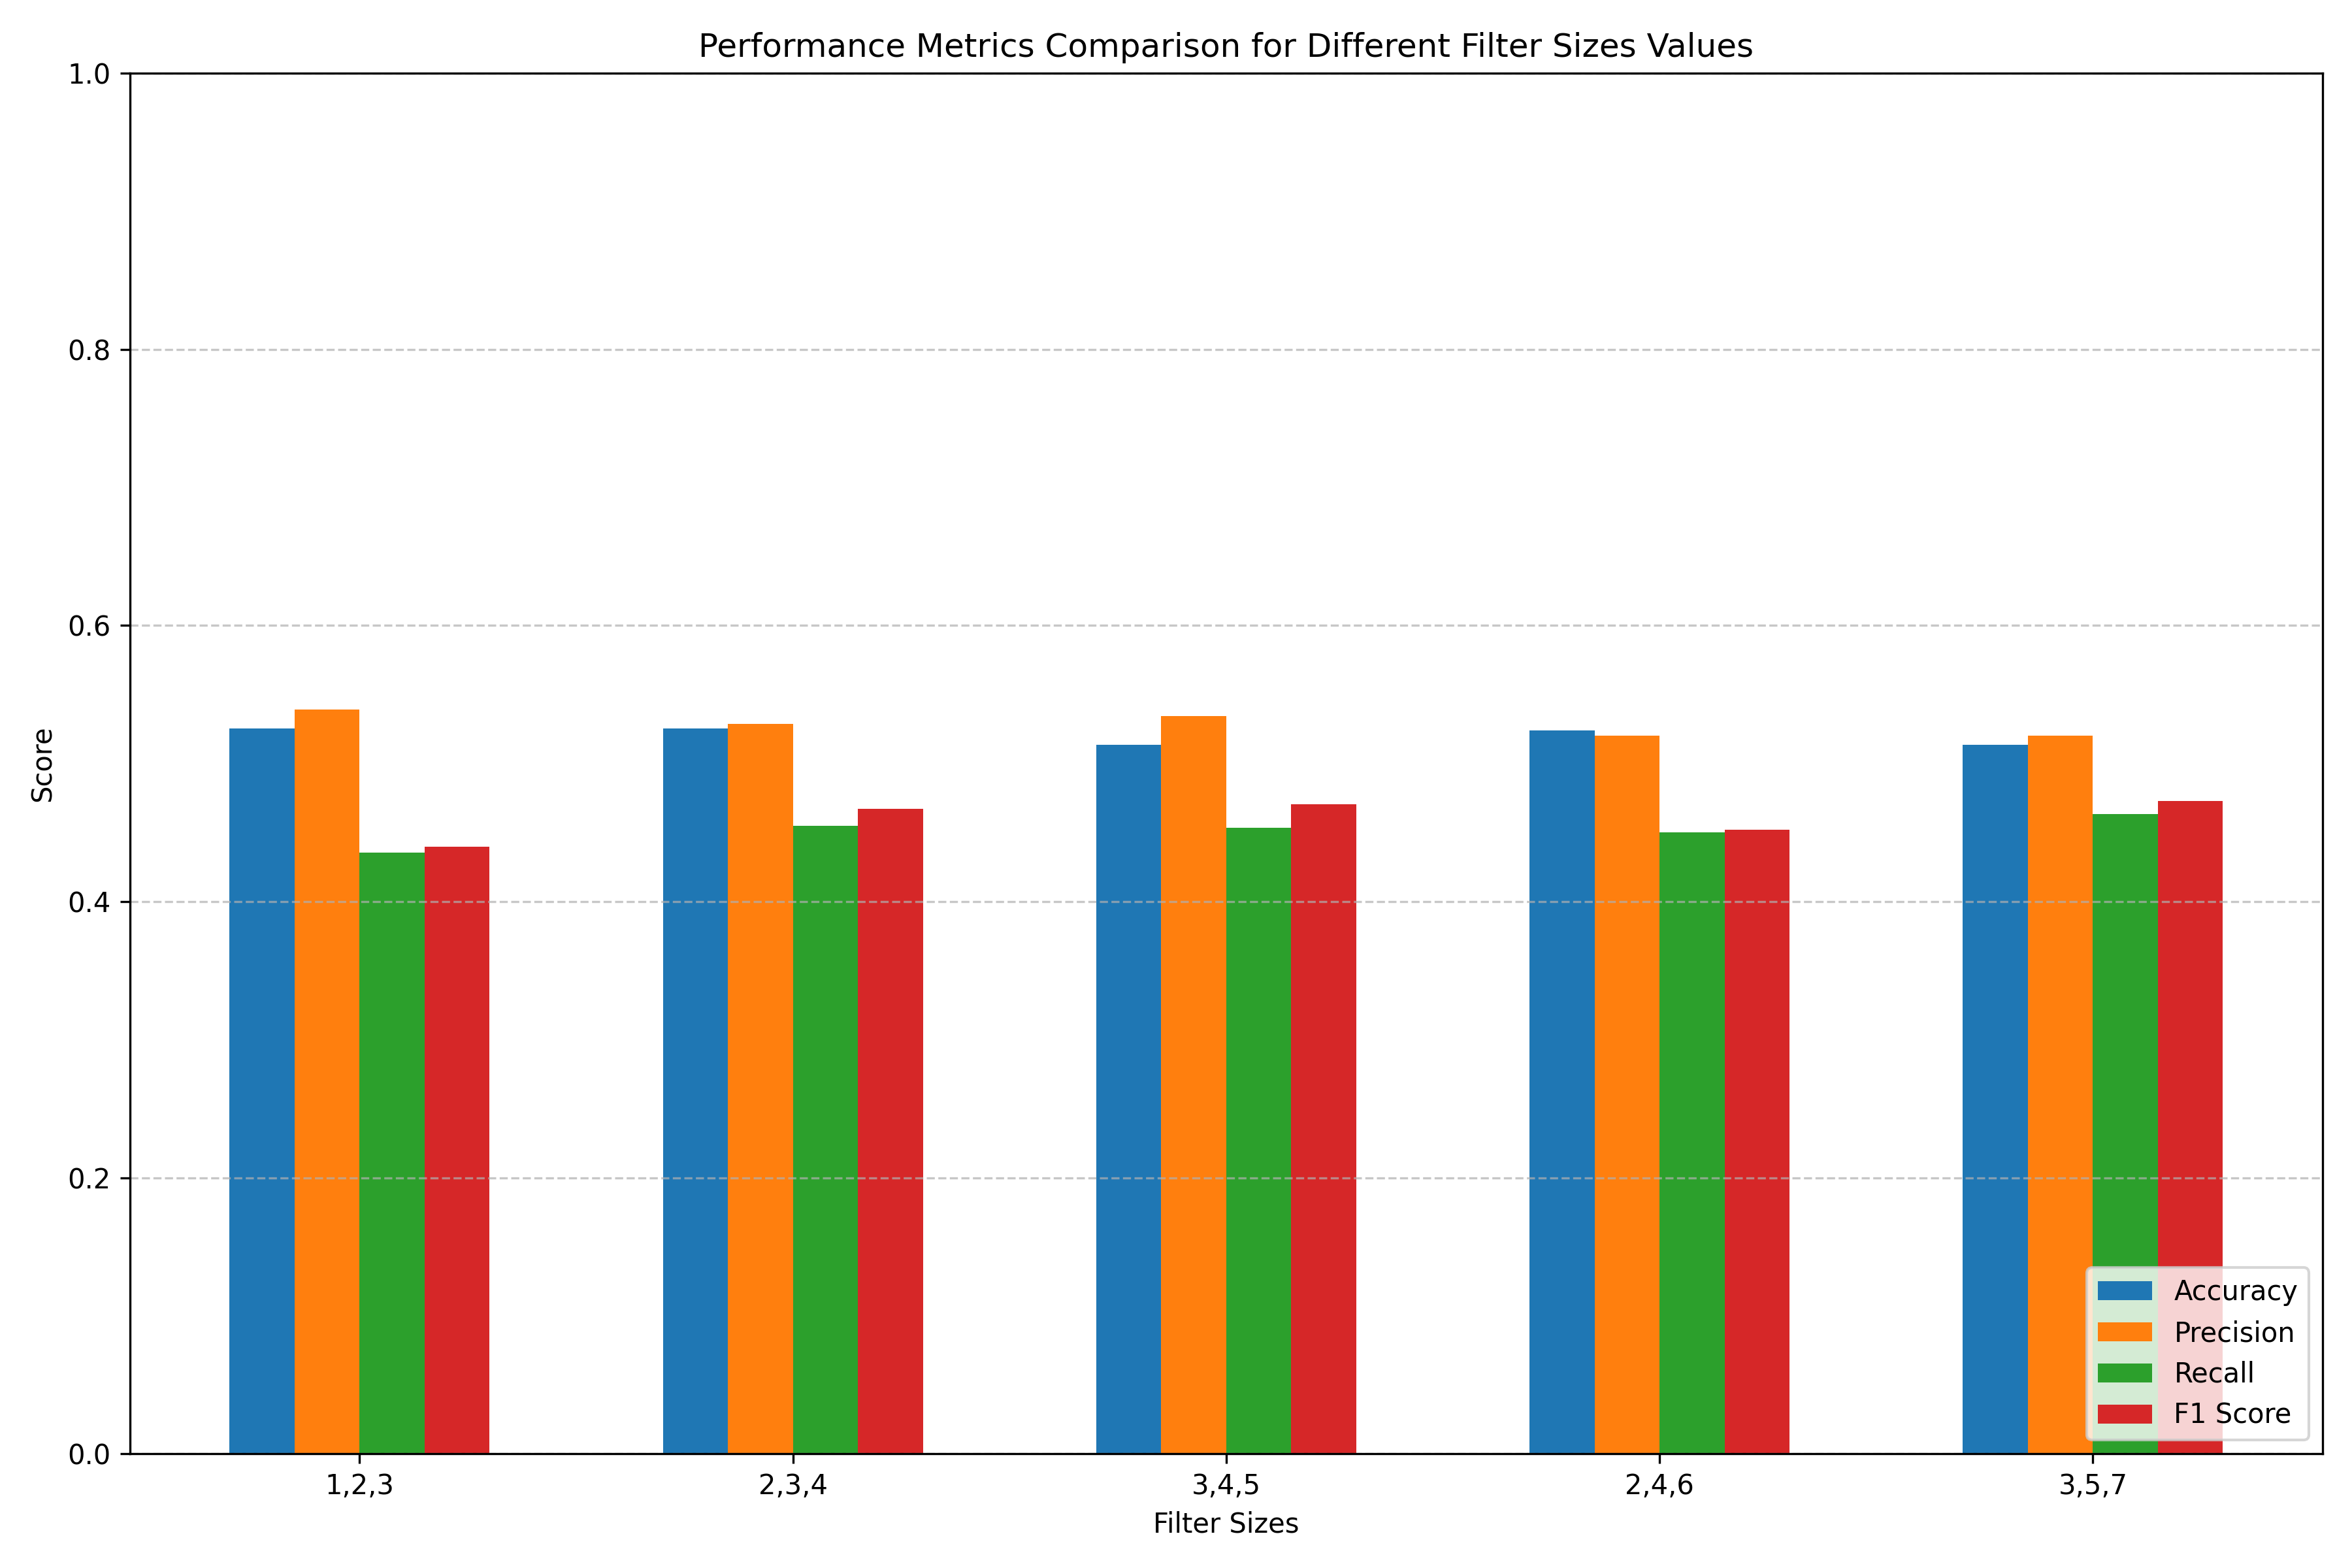 Performance Metrics Comparison for Different Filter Sizes Values
1.0
0.8
0.6
0.4
0.2
0.0
Score
1,2,3
2,3,4
3,4,5
2,4,6
3,5,7
Filter Sizes
Accuracy
Precision
Recall
F1 Score